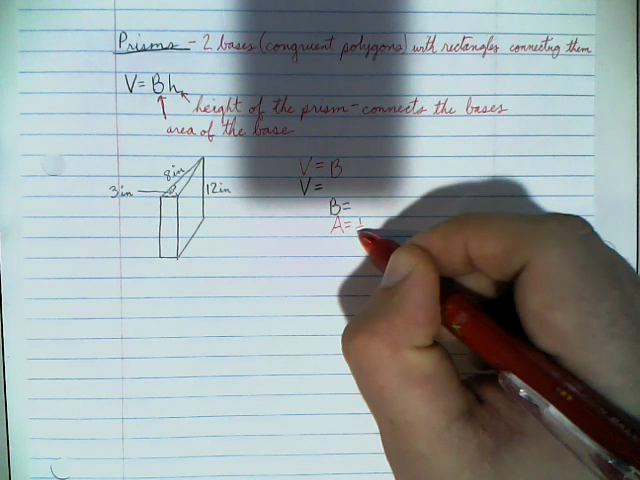 Prisms - 2 bases (congruent polygons) with rectangles connecting them
V = Bh
height of the prism - connects the bases
area of the base
8in
3in
12in
V = B
V =
B =
A = 1